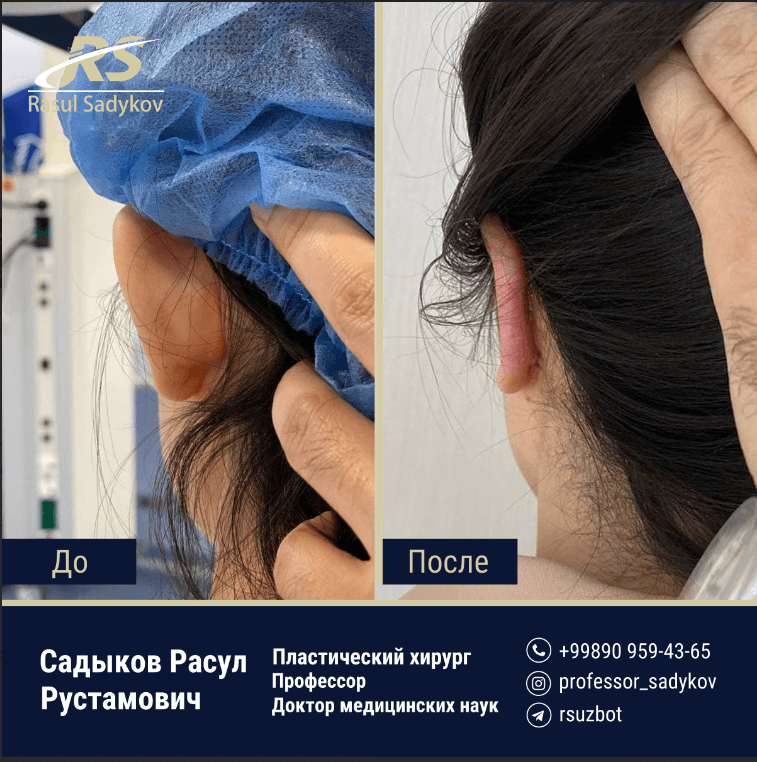 RS
Rasul Sadykov
До
После
Садыков Расул
Рустамович
Пластический хирург
Профессор
Доктор медицинских наук
+99890 959-43-65
professor_sadykov
rsuzbot